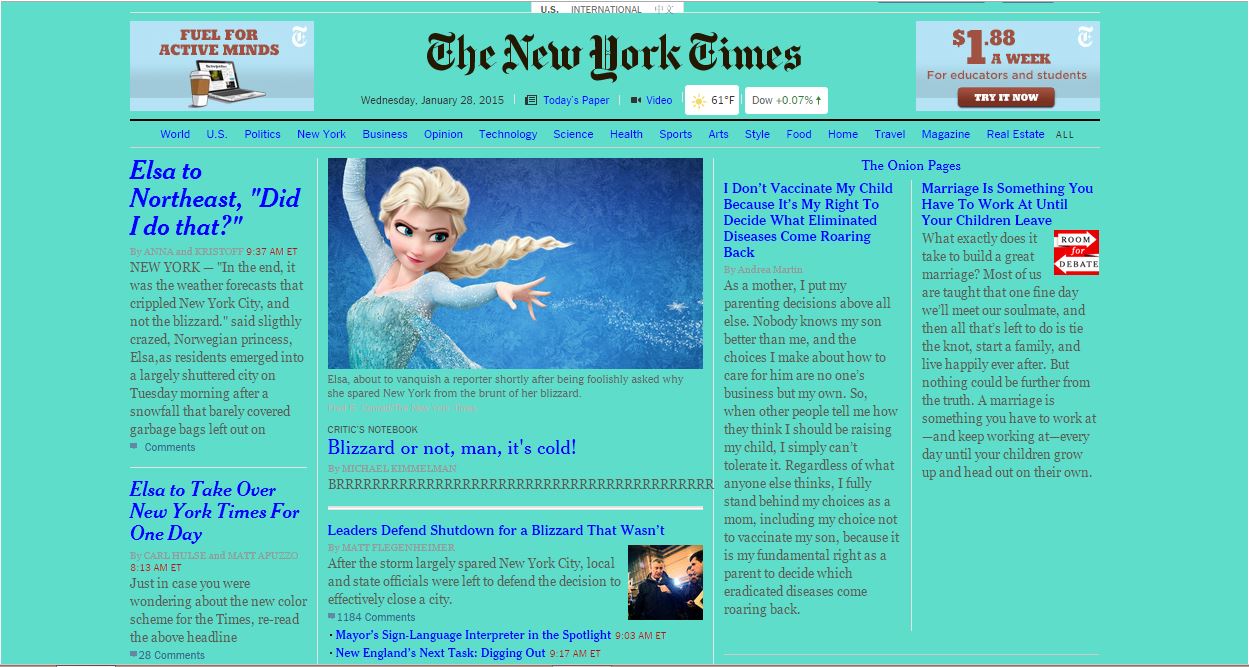 U.S. INTERNATIONAL 中文
FUEL FOR
ACTIVE MINDS
The New York Times
$1.88
A WEEK
For educators and students
TRY IT NOW
Wednesday, January 28, 2015
Today's Paper
Video
61°F
Dow +0.07%
World U.S. Politics New York Business Opinion Technology Science Health Sports Arts Style Food Home Travel Magazine Real Estate ALL
Elsa to
Northeast, "Did
I do that?"
By ANNA and KRISTOFF 9:37 AM ET
NEW YORK — "In the end, it
was the weather forecasts that
crippled New York City, and
not the blizzard." said sligthly
crazed, Norwegian princess,
Elsa,as residents emerged into
a largely shuttered city on
Tuesday morning after a
snowfall that barely covered
garbage bags left out on
Comments
Elsa to Take Over
New York Times For
One Day
By CARL HULSE and MATT APUZZO
8:13 AM ET
Just in case you were
wondering about the new color
scheme for the Times, re-read
the above headline
28 Comments
Elsa, about to vanquish a reporter shortly after being foolishly asked why
she spared New York from the brunt of her blizzard.
Fred R. Conrad/The New York Times
CRITIC'S NOTEBOOK
Blizzard or not, man, it's cold!
By MICHAEL KIMMELMAN
BRRRRRRRRRRRRRRRRRRRRRRRRRRRRRRRRRRRRRRRRRR
Leaders Defend Shutdown for a Blizzard That Wasn't
By MATT FLEGENHEIMER
After the storm largely spared New York City, local
and state officials were left to defend the decision to
effectively close a city.
1184 Comments
· Mayor's Sign-Language Interpreter in the Spotlight 9:03 AM ET
· New England's Next Task: Digging Out 9:17 AM ET
The Onion Pages
I Don't Vaccinate My Child
Because It's My Right To
Decide What Eliminated
Diseases Come Roaring
Back
By Andrea Martin
As a mother, I put my
parenting decisions above all
else. Nobody knows my son
better than me, and the
choices I make about how to
care for him are no one's
business but my own. So,
when other people tell me how
they think I should be raising
my child, I simply can't
tolerate it. Regardless of what
anyone else thinks, I fully
stand behind my choices as a
mom, including my choice not
to vaccinate my son, because it
is my fundamental right as a
parent to decide which
eradicated diseases come
roaring back.
Marriage Is Something You
Have To Work At Until
Your Children Leave
ROOM
for
DEBATE
What exactly does it
take to build a great
marriage? Most of us
are taught that one fine day
we'll meet our soulmate, and
then all that's left to do is tie
the knot, start a family, and
live happily ever after. But
nothing could be further from
the truth. A marriage is
something you have to work at
—and keep working at—every
day until your children grow
up and head out on their own.